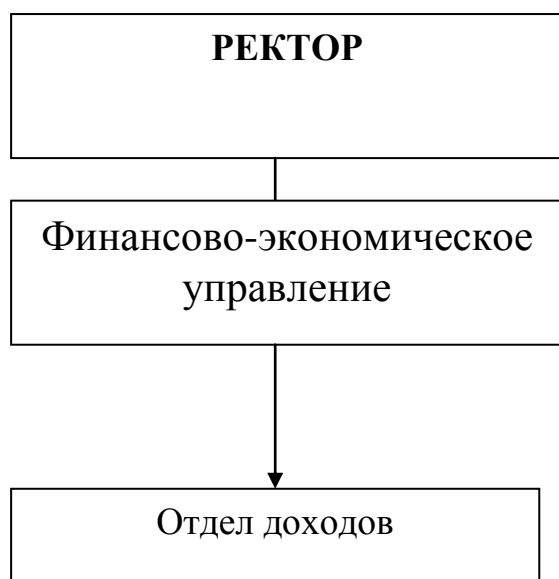 РЕКТОР
Финансово-экономическое
управление
Отдел доходов